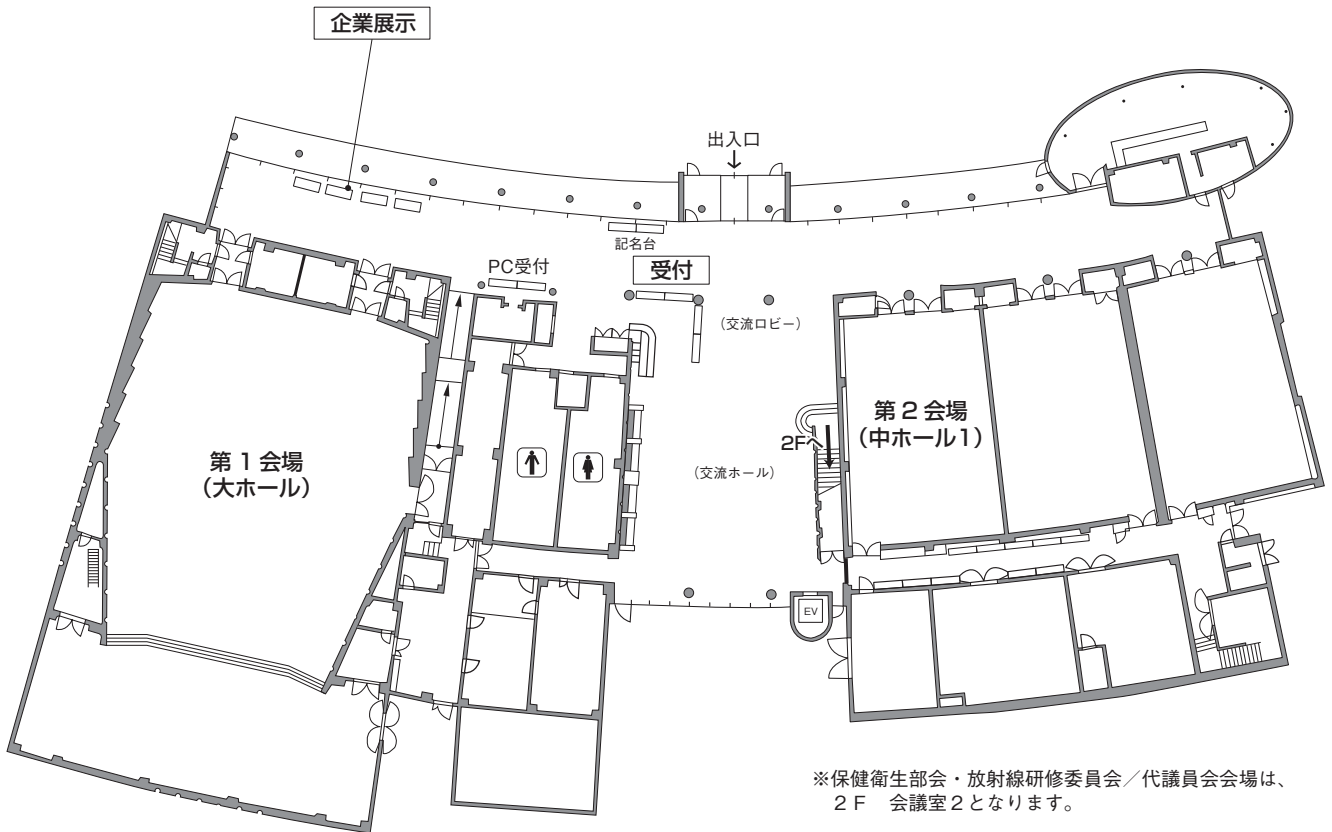 企業展示
出入口
記名台
PC受付
受付
(交流ロビー)
第1会場
(大ホール)
第2会場
(中ホール1)
2Fへ
(交流ホール)
EV
※保健衛生部会・放射線研修委員会／代議員会会場は、
2F 会議室2となります。